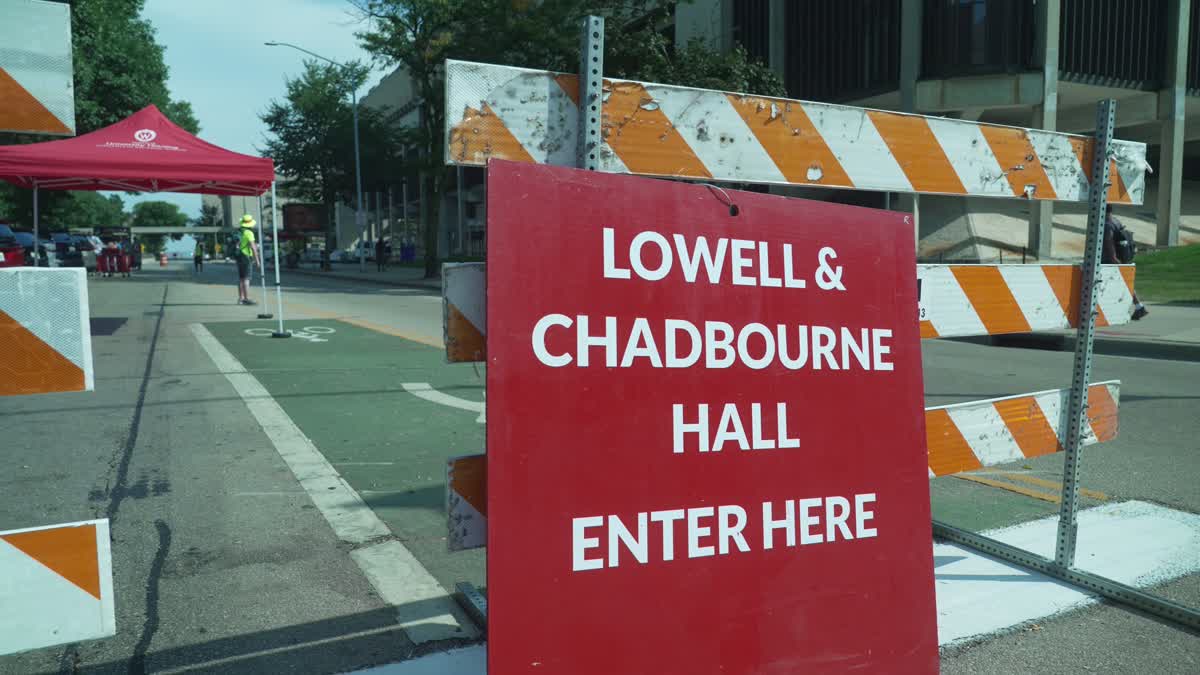 LOWELL &
CHADBOURNE
HALL
ENTER HERE